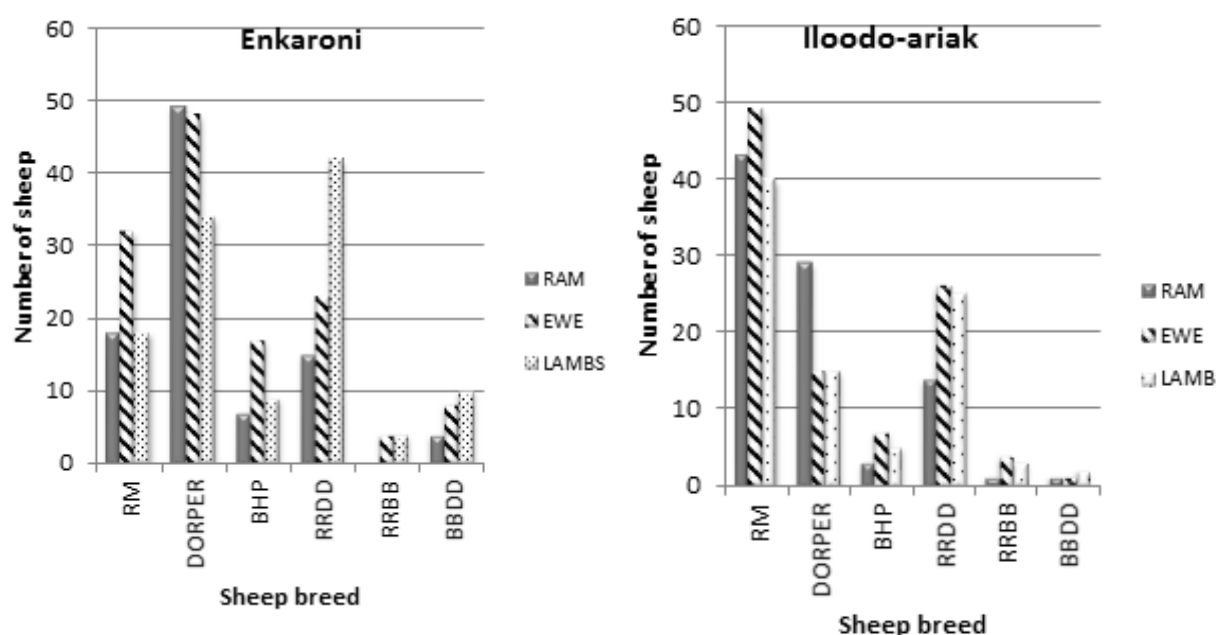 Enkaroni
60
50
40
30
20
10
0
Number of sheep
RM
DORPER
BHP
RRDD
RRBB
BBDD
Sheep breed
RAM
EWE
LAMBS
Iloodo-ariak
60
50
40
30
20
10
0
Number of sheep
RM
DORPER
BHP
RRDD
RRBB
BBDD
Sheep breed
RAM
EWE
LAMB